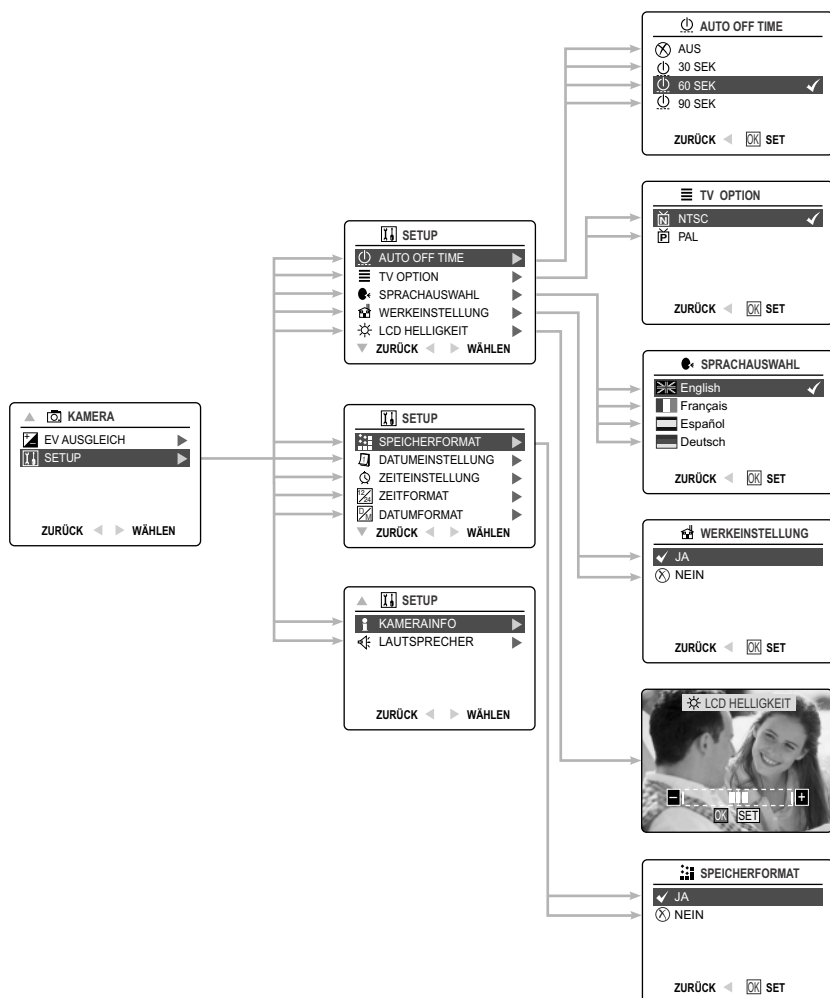 KAMERA
EV AUSGLEICH
SETUP
ZURÜCK WÄHLEN
SETUP
AUTO OFF TIME
TV OPTION
SPRACHAUSWAHL
WERKEINSTELLUNG
LCD HELLIGKEIT
ZURÜCK WÄHLEN
SETUP
SPEICHERFORMAT
DATUMEINSTELLUNG
ZEITEINSTELLUNG
12/24 ZEITFORMAT
D/M DATUMFORMAT
ZURÜCK WÄHLEN
SETUP
KAMERAINFO
LAUTSPRECHER
ZURÜCK WÄHLEN
AUTO OFF TIME
AUS
30 SEK
60 SEK
90 SEK
ZURÜCK OK SET
TV OPTION
N NTSC
P PAL
ZURÜCK OK SET
SPRACHAUSWAHL
English
Français
Español
Deutsch
ZURÜCK OK SET
WERKEINSTELLUNG
JA
NEIN
ZURÜCK OK SET
LCD HELLIGKEIT
OK SET
SPEICHERFORMAT
JA
NEIN
ZURÜCK OK SET